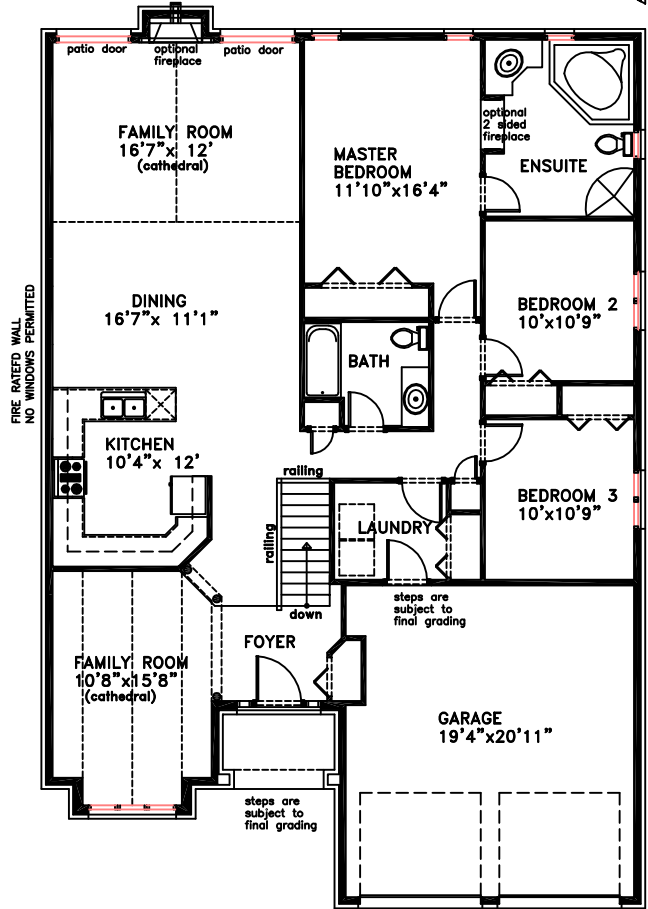 patio door
optional
fireplace
patio door
FAMILY ROOM
16'7"x 12'
(cathedral)
MASTER
BEDROOM
11'10"x16'4"
optional
2 sided
fireplace
ENSUITE
DINING
16'7"x 11'1"
BEDROOM 2
10'x10'9"
FIRE RATEFD WALL
NO WINDOWS PERMITTED
BATH
KITCHEN
10'4"x 12'
railing
railing
LAUNDRY
BEDROOM 3
10'x10'9"
down
steps are
subject to
final grading
FOYER
FAMILY ROOM
10'8"x15'8"
(cathedral)
GARAGE
19'4"x20'11"
steps are
subject to
final grading